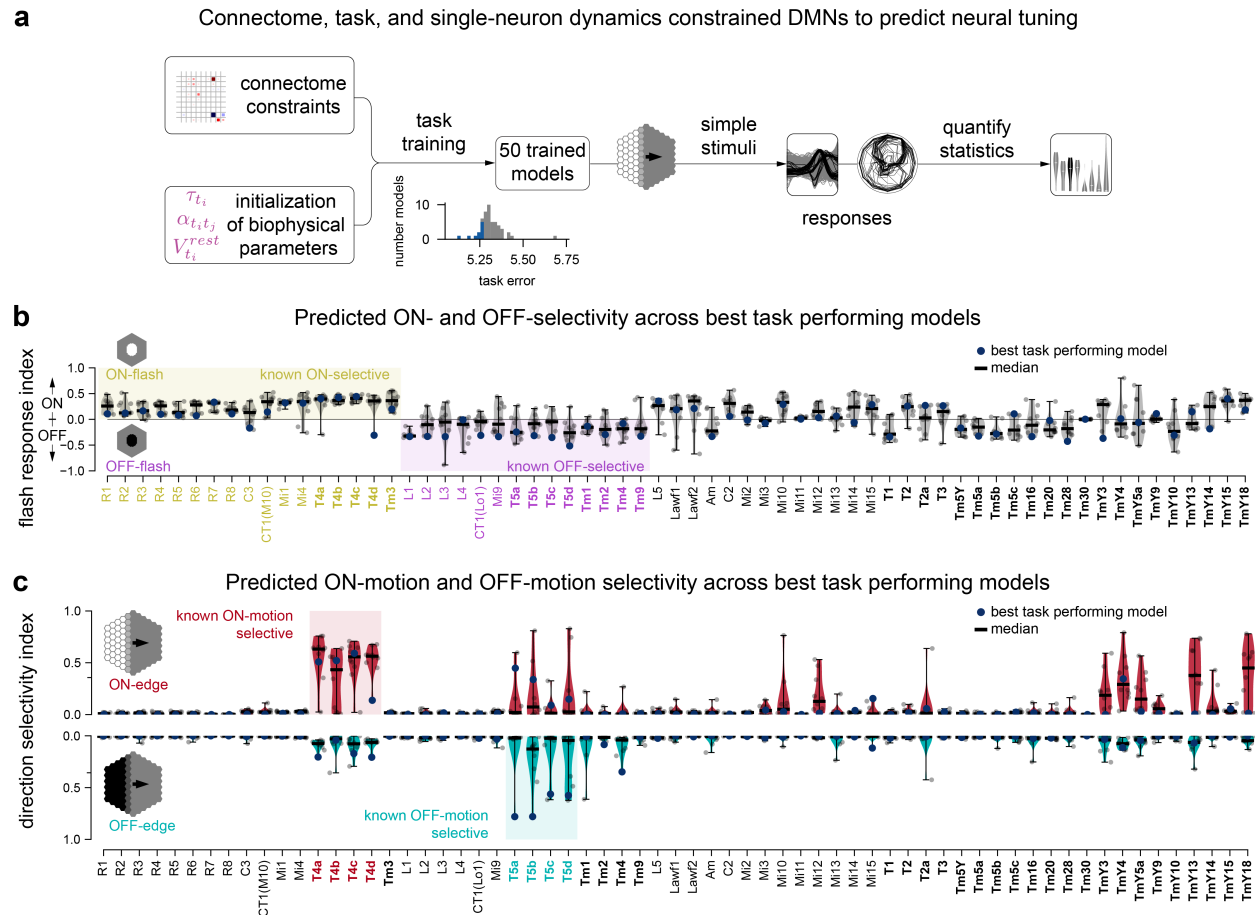 a
Connectome, task, and single-neuron dynamics constrained DMNs to predict neural tuning
connectome
constraints
τ_{t_i}
α_{t_i t_j}
V_{t_i}^{rest}
initialization
of biophysical
parameters
task
training
50 trained
models
number models
10
0
5.25 5.50 5.75
task error
simple
stimuli
responses
quantify
statistics
b
Predicted ON- and OFF-selectivity across best task performing models
flash response index
OFF ON
1.0
0.5
0.0
−0.5
−1.0
ON-flash
known ON-selective
OFF-flash
known OFF-selective
best task performing model
median
R1 R2 R3 R4 R5 R6 R7 R8 C3 CT1(M10) Mi1 Mi4 T4a T4b T4c T4d Tm3 L1 L2 L3 L4 CT1(Lo1) Mi9 T5a T5b T5c T5d Tm1 Tm2 Tm4 Tm9 L5 Lawf1 Lawf2 Am C2 Mi2 Mi3 Mi10 Mi11 Mi12 Mi13 Mi14 Mi15 T1 T2 T2a T3 Tm5Y Tm5a Tm5b Tm5c Tm16 Tm20 Tm28 Tm30 TmY3 TmY4 TmY5a TmY9 TmY10 TmY13 TmY14 TmY15 TmY18
c
Predicted ON-motion and OFF-motion selectivity across best task performing models
direction selectivity index
1.0
0.5
0.0
0.0
0.5
1.0
ON-edge
known ON-motion
selective
best task performing model
median
OFF-edge
known OFF-motion
selective
R1 R2 R3 R4 R5 R6 R7 R8 C3 CT1(M10) Mi1 Mi4 T4a T4b T4c T4d Tm3 L1 L2 L3 L4 CT1(Lo1) Mi9 T5a T5b T5c T5d Tm1 Tm2 Tm4 Tm9 L5 Lawf1 Lawf2 Am C2 Mi2 Mi3 Mi10 Mi11 Mi12 Mi13 Mi14 Mi15 T1 T2 T2a T3 Tm5Y Tm5a Tm5b Tm5c Tm16 Tm20 Tm28 Tm30 TmY3 TmY4 TmY5a TmY9 TmY10 TmY13 TmY14 TmY15 TmY18